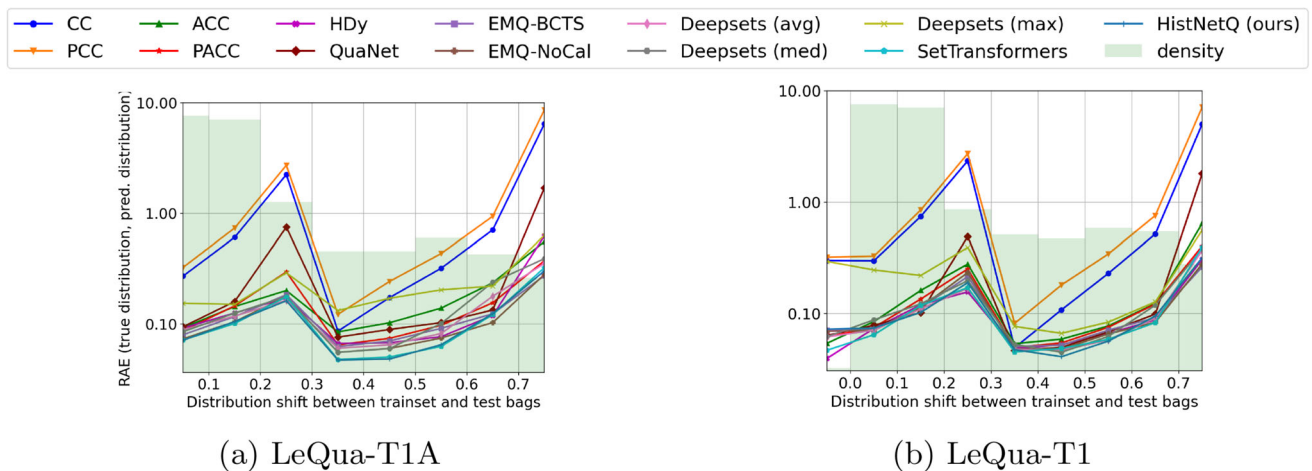 CC ACC HDy EMQ-BCTS Deepsets (avg) Deepsets (max) HistNetQ (ours)
PCC PACC QuaNet EMQ-NoCal Deepsets (med) SetTransformers density
RAE (true distribution, pred. distribution)
10.00
1.00
0.10
0.1 0.2 0.3 0.4 0.5 0.6 0.7
Distribution shift between trainset and test bags
(a) LeQua-T1A
10.00
1.00
0.10
0.0 0.1 0.2 0.3 0.4 0.5 0.6 0.7
Distribution shift between trainset and test bags
(b) LeQua-T1